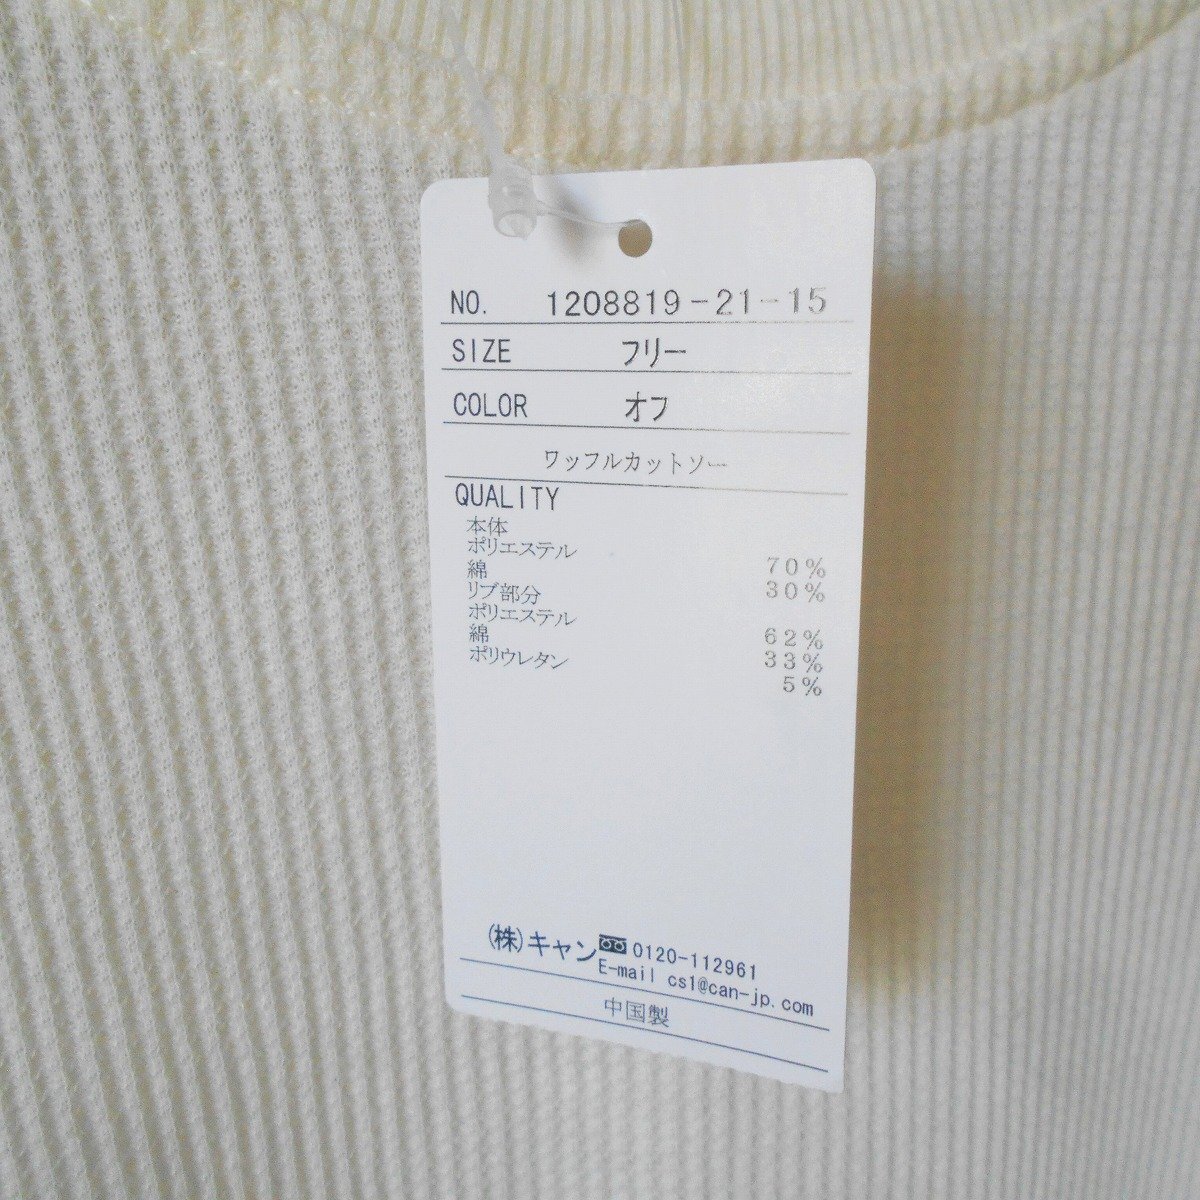 NO. 1208819-21-15
SIZE フリー
COLOR オフ
ワッフルカットソー
QUALITY
本体
ポリエステル 70%
綿 30%
リブ部分
ポリエステル 62%
綿 33%
ポリウレタン 5%
(株)キャン 0120-112961
E-mail cs1@can-jp.com
中国製